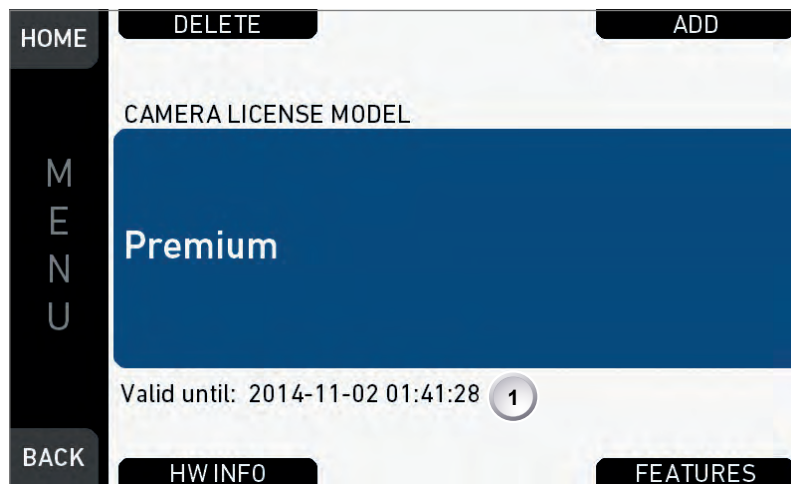 HOME
DELETE
ADD
CAMERA LICENSE MODEL
MENU
Premium
Valid until: 2014-11-02 01:41:28
1
BACK
HW INFO
FEATURES